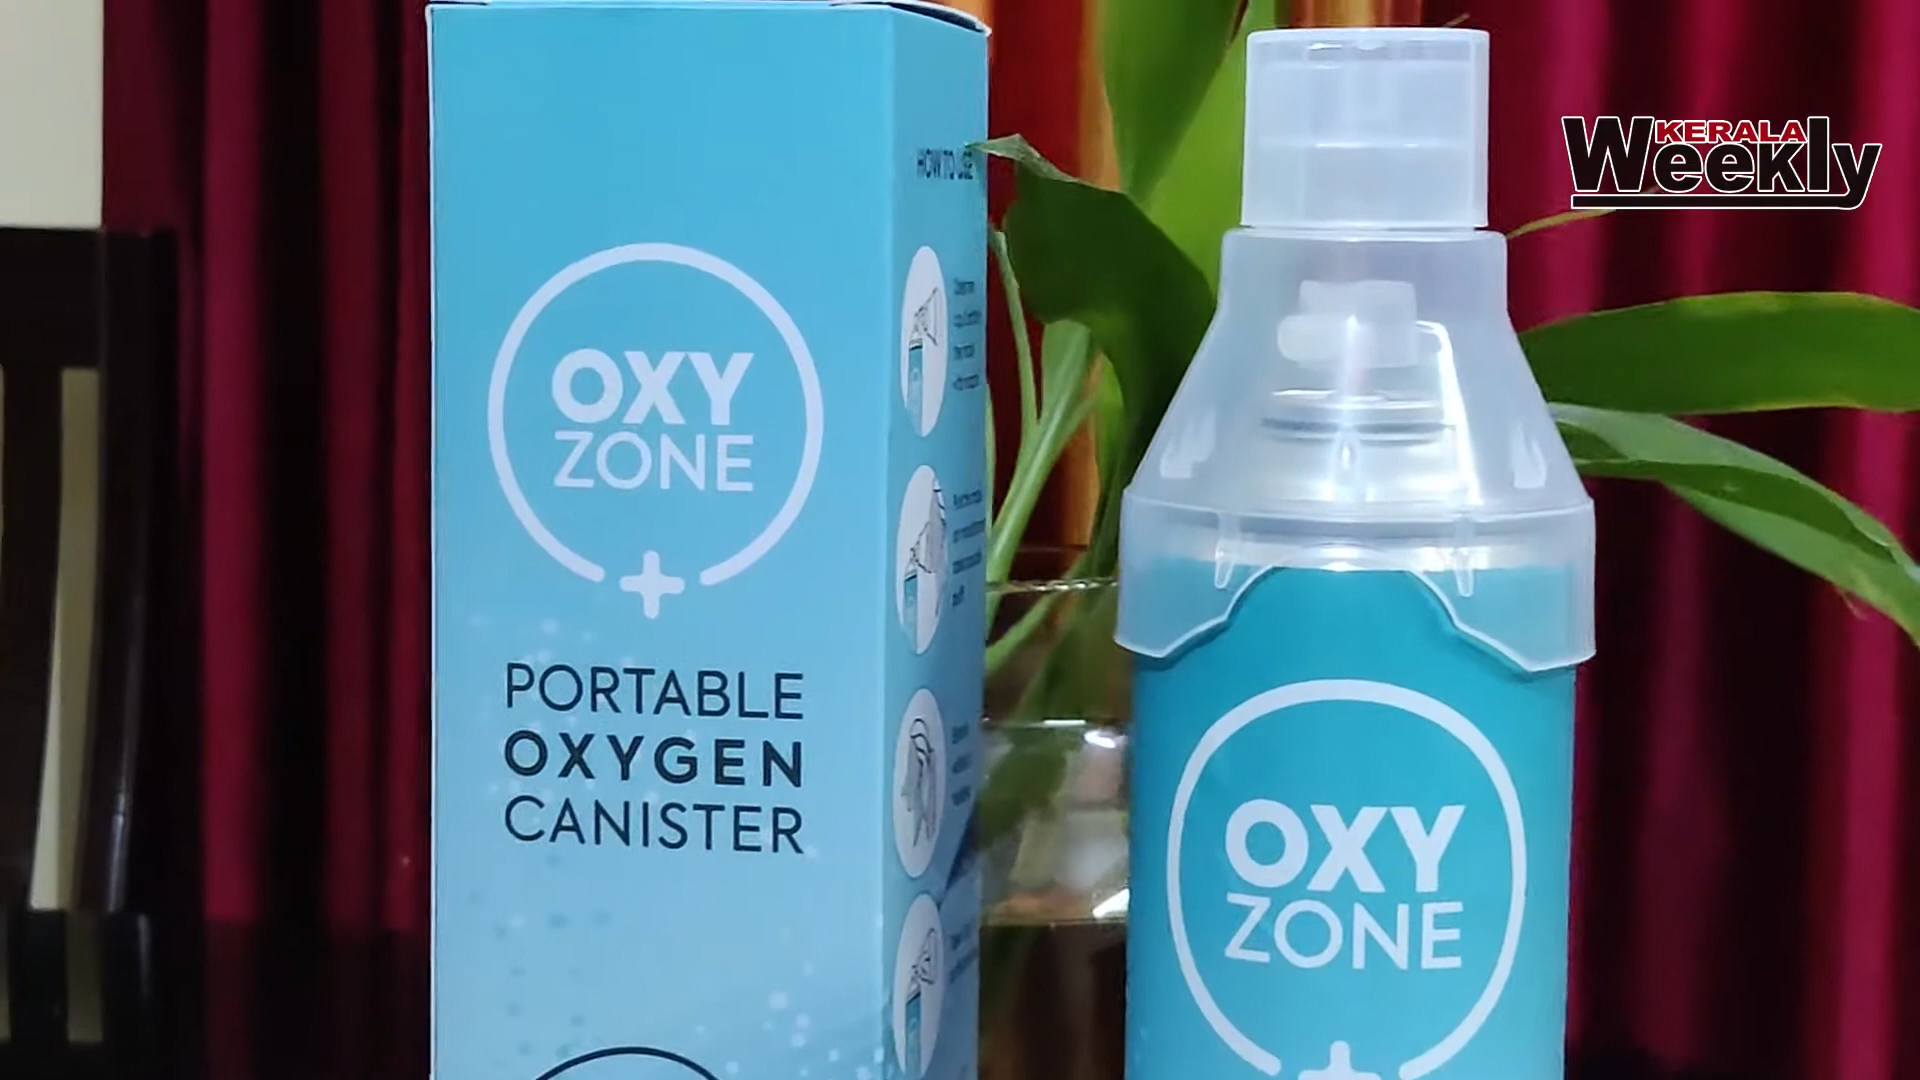 OXY
ZONE
PORTABLE
OXYGEN
CANISTER
HOW TO USE
OXY
ZONE
KERALA
Weekly